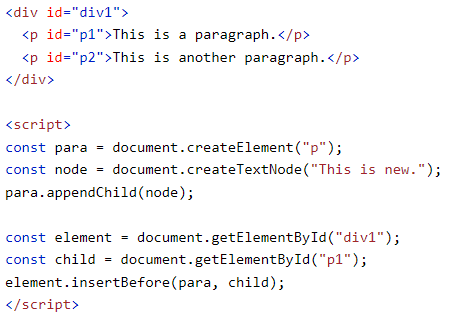 <div id="div1">
  <p id="p1">This is a paragraph.</p>
  <p id="p2">This is another paragraph.</p>
</div>

<script>
const para = document.createElement("p");
const node = document.createTextNode("This is new.");
para.appendChild(node);

const element = document.getElementById("div1");
const child = document.getElementById("p1");
element.insertBefore(para, child);
</script>